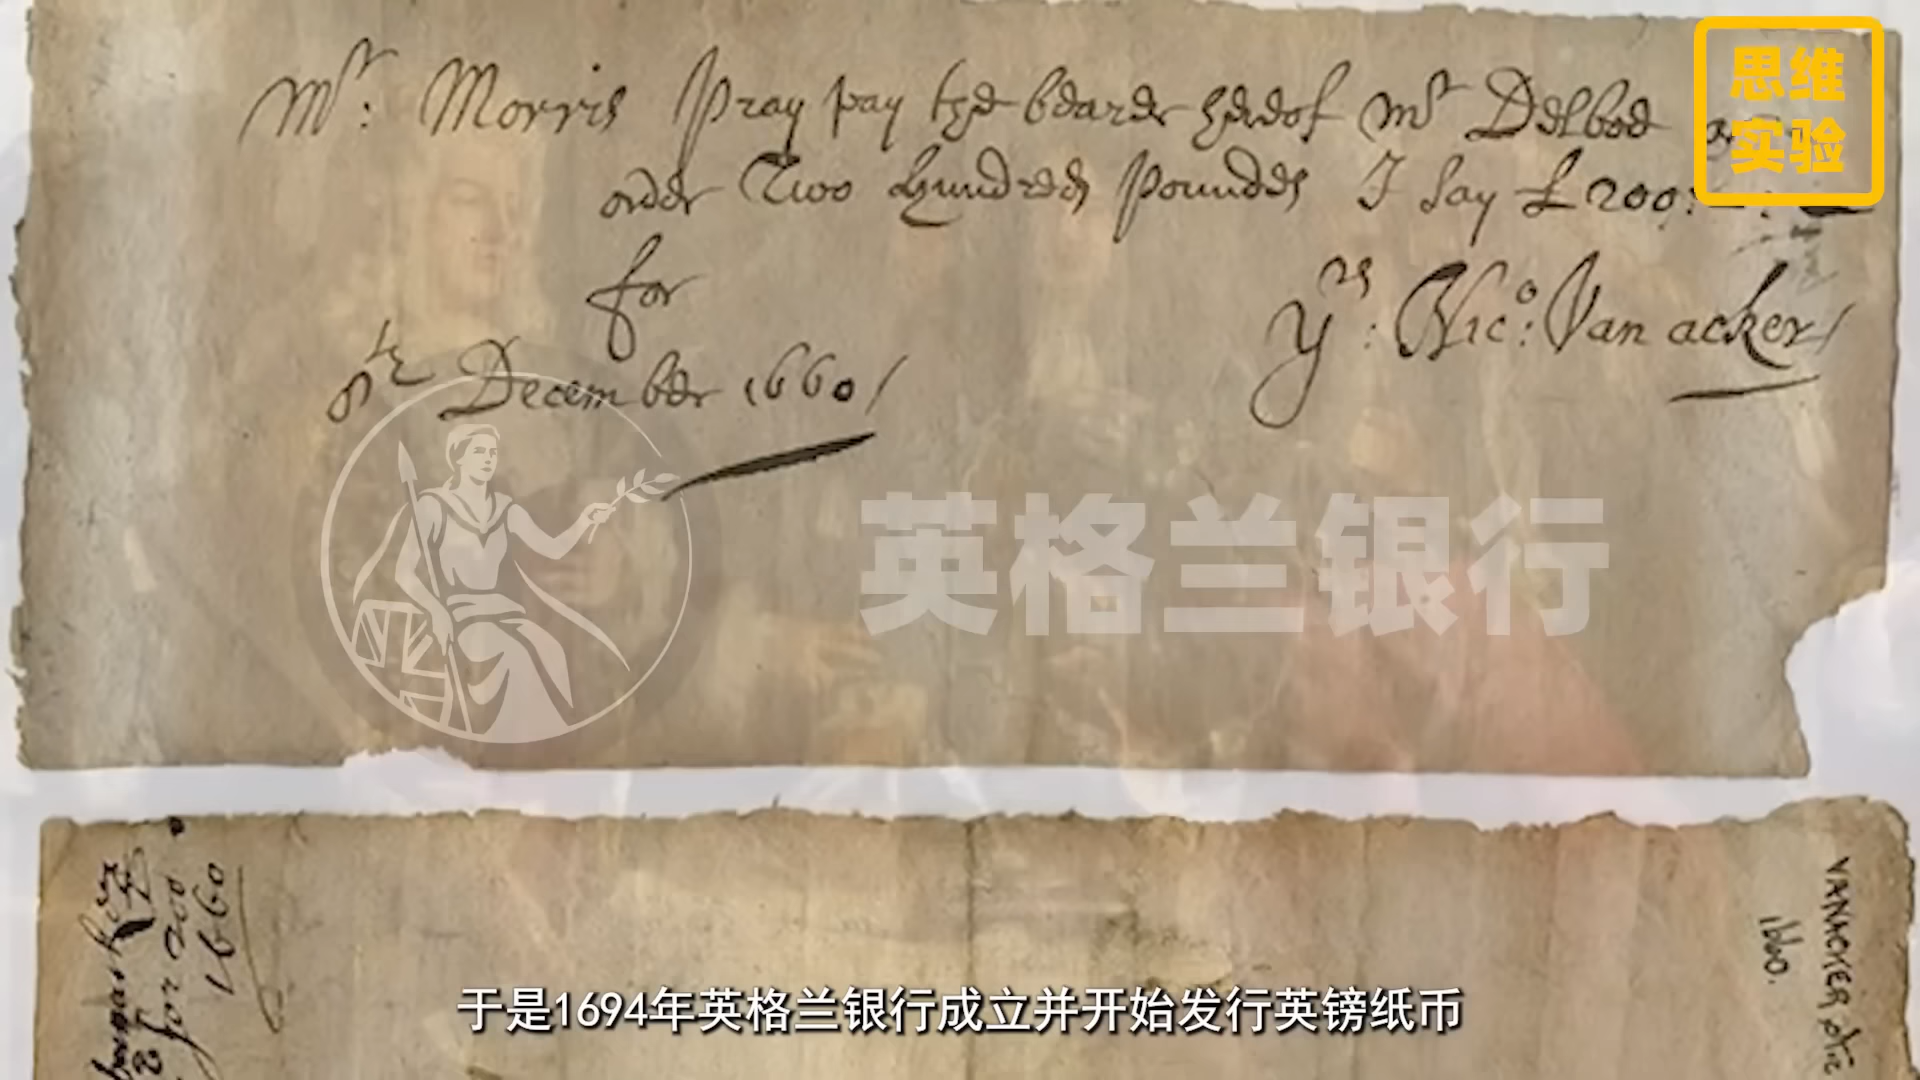 思维
实验
Mr: Morris Pray pay the bearer hereof Mr Delboe
order Two hundred pounds I say £200:
for
Yrs: Nic: Vanacker
December 1660
英格兰银行
1660
VANACKER
1660.
于是1694年英格兰银行成立并开始发行英镑纸币